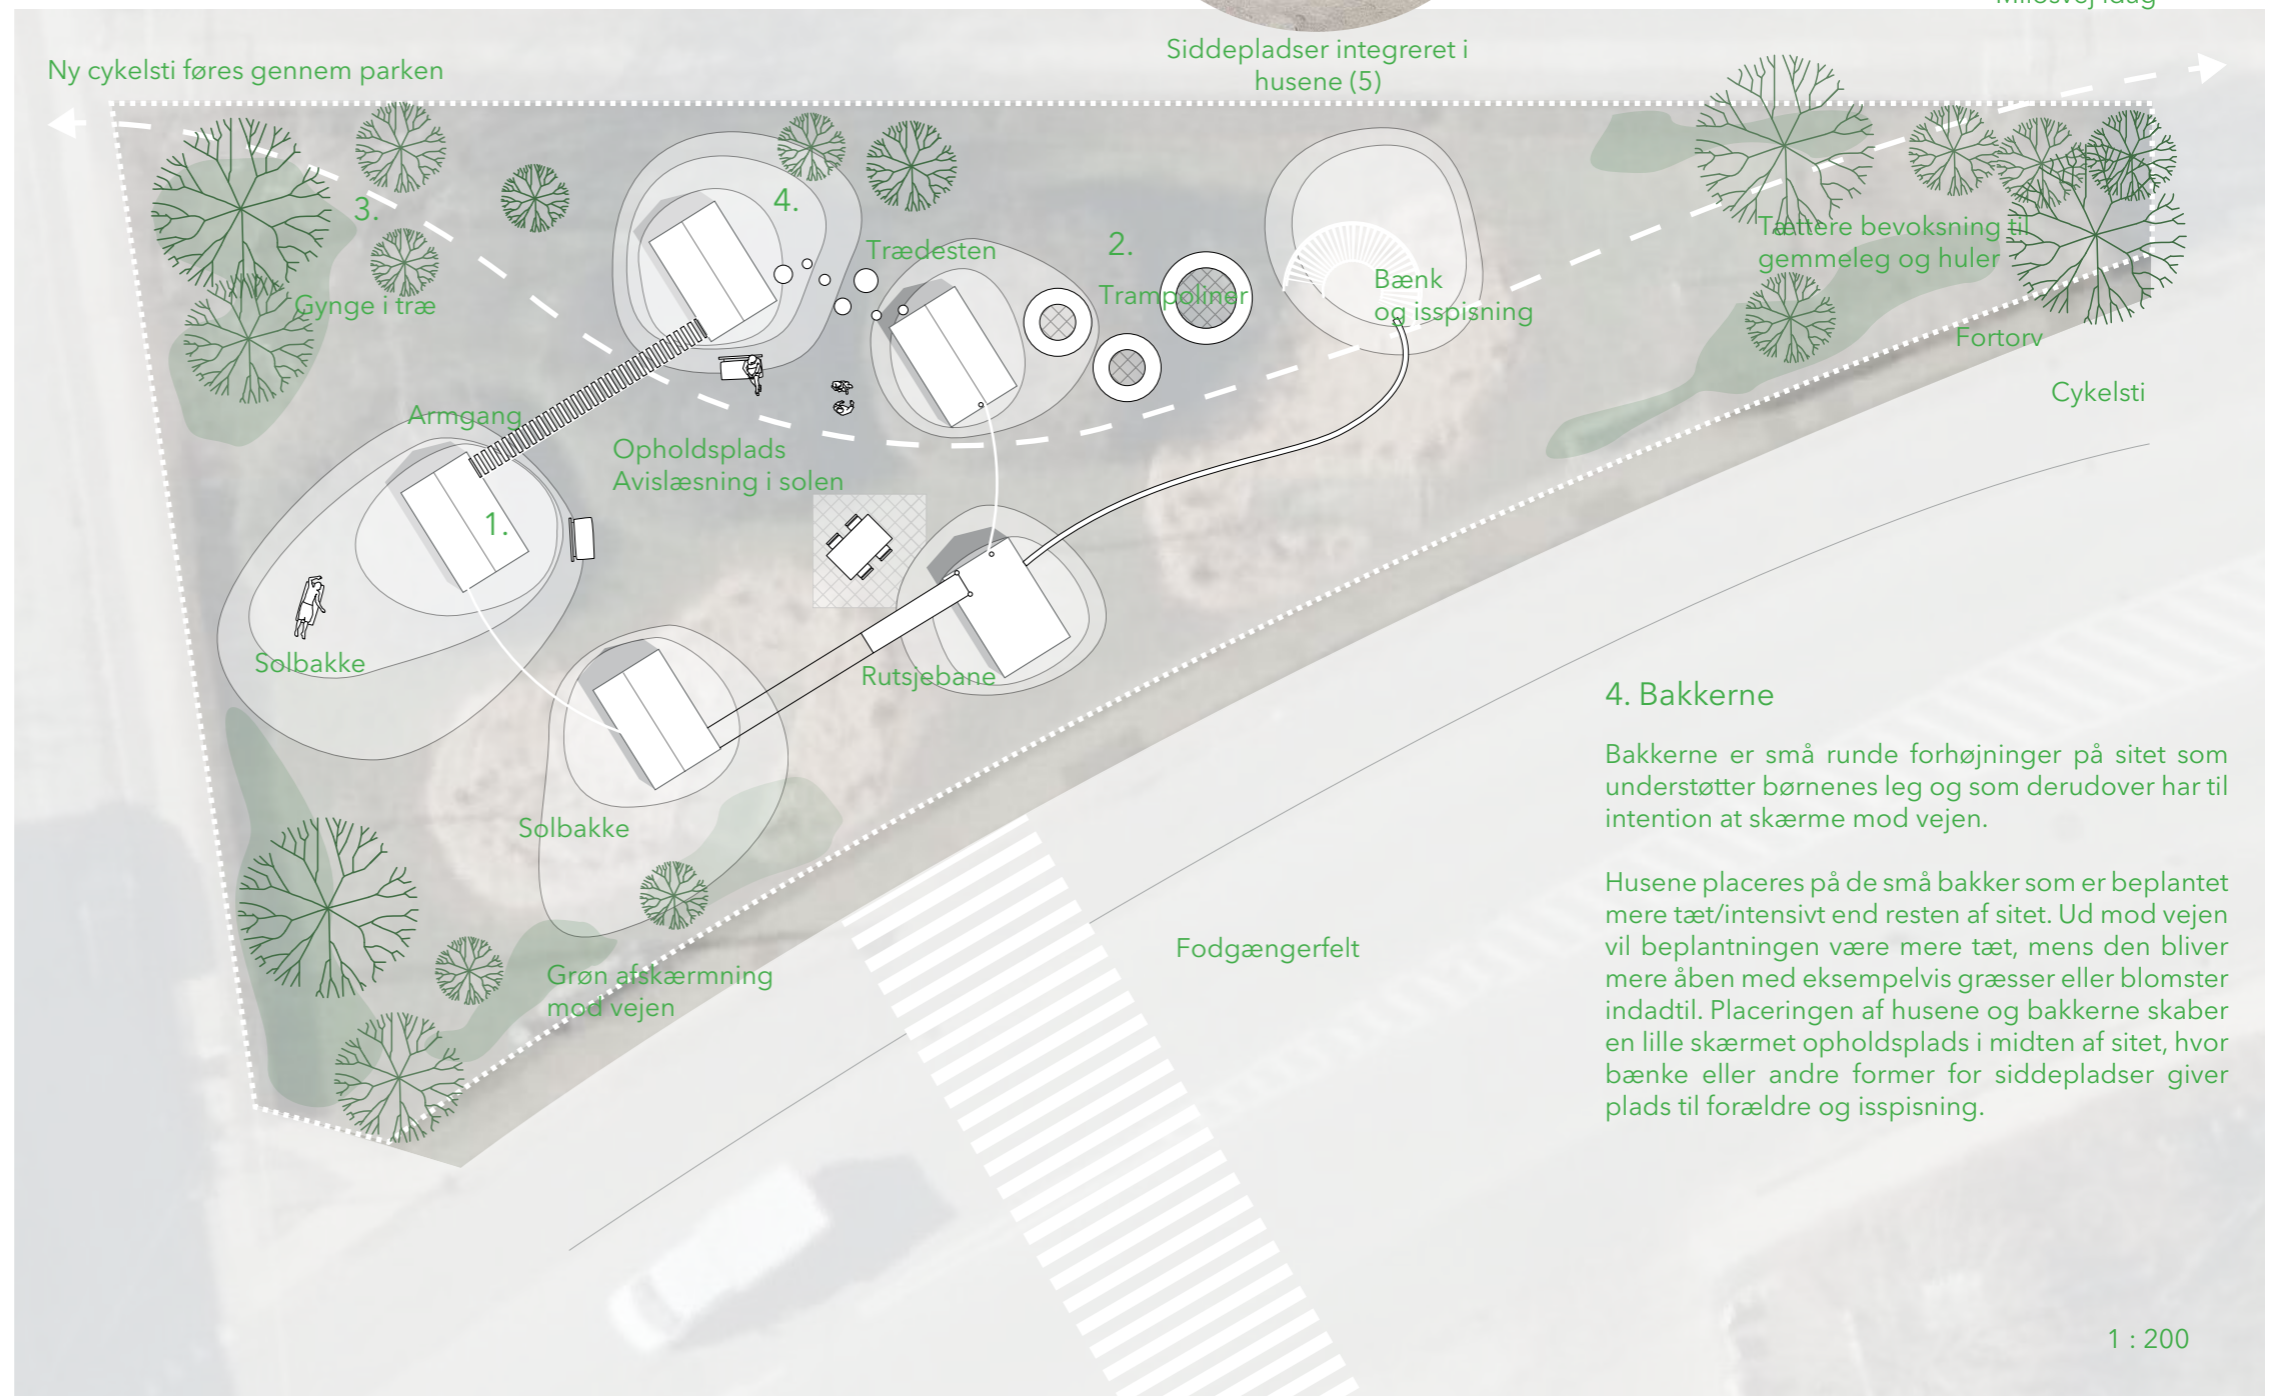 Milosvej idag
Siddepladser integreret i
husene (5)
Ny cykelsti føres gennem parken
3.
4.
Trædesten
2.
Trampoliner
Bænk
og isspisning
Tættere bevoksning til
gemmeleg og huler
Gynge i træ
Fortorv
Cykelsti
Armgang
Opholdsplads
Avislæsning i solen
1.
Solbakke
Rutsjebane
Solbakke
Grøn afskærmning
mod vejen
Fodgængerfelt
4. Bakkerne
Bakkerne er små runde forhøjninger på sitet som
understøtter børnenes leg og som derudover har til
intention at skærme mod vejen.
Husene placeres på de små bakker som er beplantet
mere tæt/intensivt end resten af sitet. Ud mod vejen
vil beplantningen være mere tæt, mens den bliver
mere åben med eksempelvis græsser eller blomster
indadtil. Placeringen af husene og bakkerne skaber
en lille skærmet opholdsplads i midten af sitet, hvor
bænke eller andre former for siddepladser giver
plads til forældre og isspisning.
1 : 200